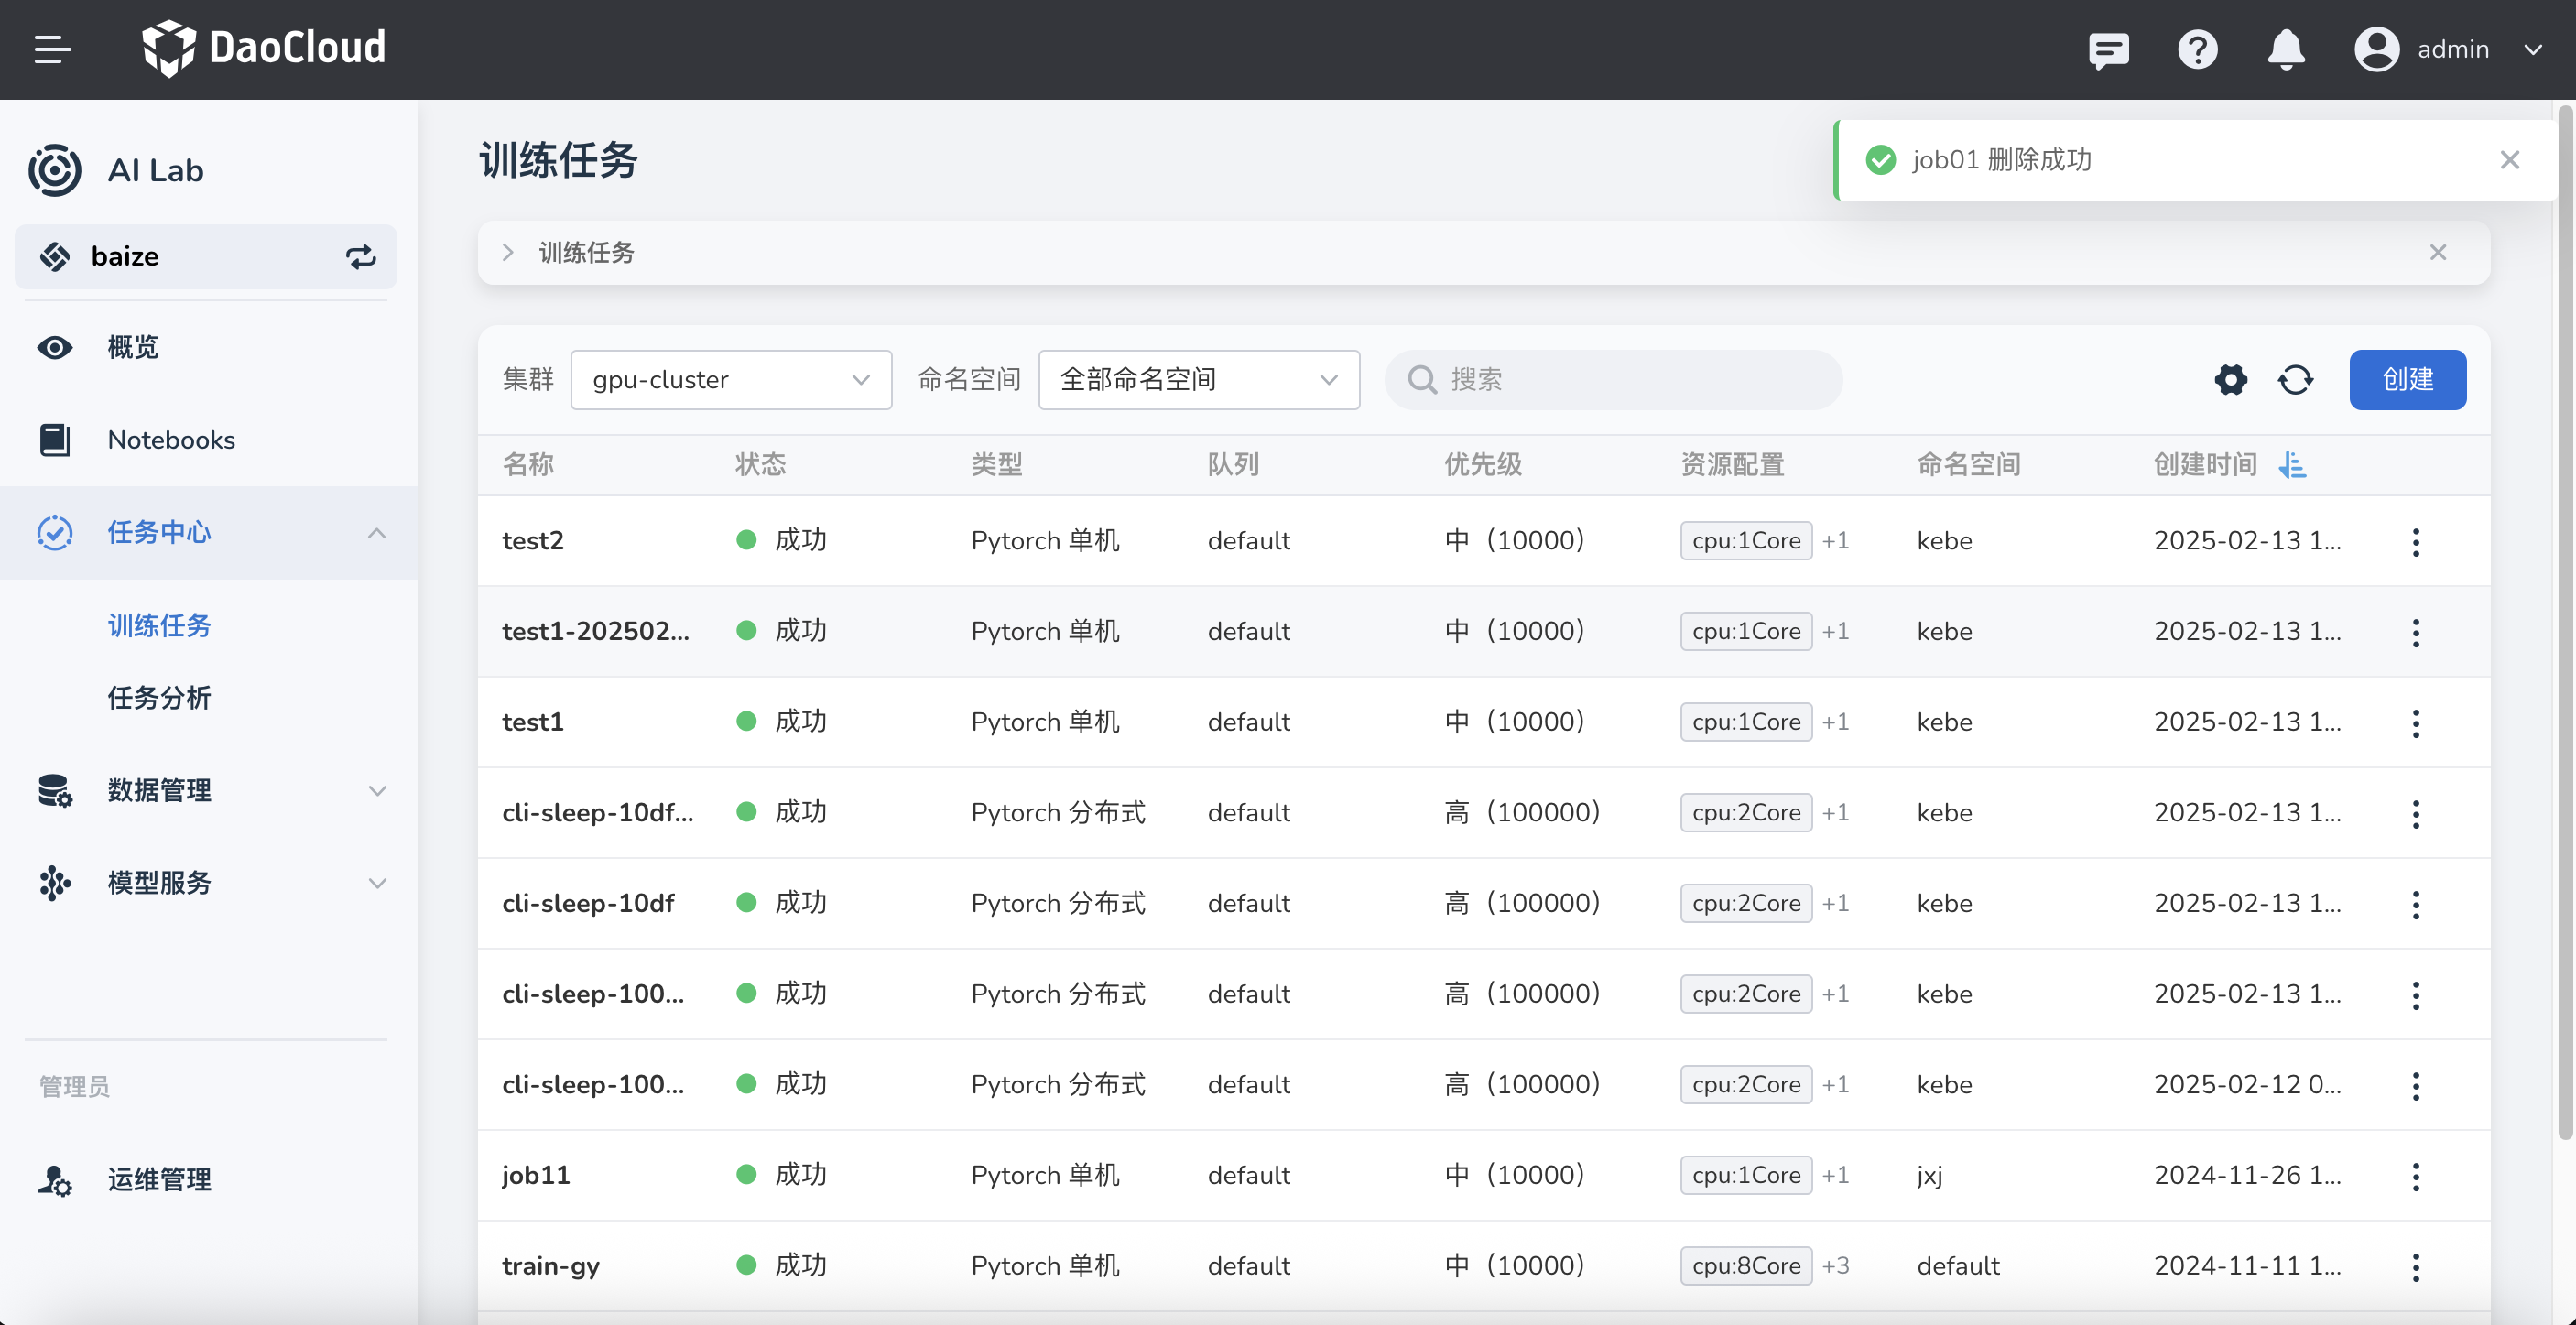 DaoCloud
admin
AI Lab
baize
概览
Notebooks
任务中心
训练任务
任务分析
数据管理
模型服务
管理员
运维管理
训练任务
job01 删除成功
训练任务
集群 gpu-cluster 命名空间 全部命名空间 搜索 创建
名称 状态 类型 队列 优先级 资源配置 命名空间 创建时间
test2 成功 Pytorch 单机 default 中（10000） cpu:1Core +1 kebe 2025-02-13 1...
test1-202502... 成功 Pytorch 单机 default 中（10000） cpu:1Core +1 kebe 2025-02-13 1...
test1 成功 Pytorch 单机 default 中（10000） cpu:1Core +1 kebe 2025-02-13 1...
cli-sleep-10df... 成功 Pytorch 分布式 default 高（100000） cpu:2Core +1 kebe 2025-02-13 1...
cli-sleep-10df 成功 Pytorch 分布式 default 高（100000） cpu:2Core +1 kebe 2025-02-13 1...
cli-sleep-100... 成功 Pytorch 分布式 default 高（100000） cpu:2Core +1 kebe 2025-02-13 1...
cli-sleep-100... 成功 Pytorch 分布式 default 高（100000） cpu:2Core +1 kebe 2025-02-12 0...
job11 成功 Pytorch 单机 default 中（10000） cpu:1Core +1 jxj 2024-11-26 1...
train-gy 成功 Pytorch 单机 default 中（10000） cpu:8Core +3 default 2024-11-11 1...